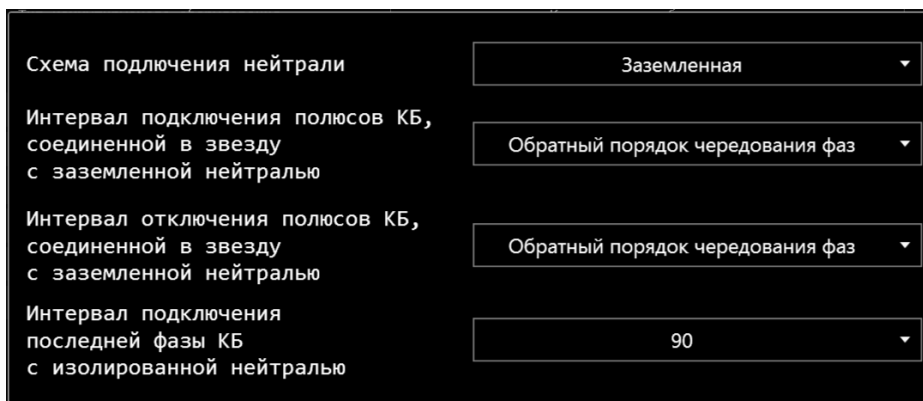 Схема подлючения нейтрали
Заземленная
Интервал подключения полюсов КБ,
соединенной в звезду
с заземленной нейтралью
Обратный порядок чередования фаз
Интервал отключения полюсов КБ,
соединенной в звезду
с заземленной нейтралью
Обратный порядок чередования фаз
Интервал подключения
последней фазы КБ
с изолированной нейтралью
90